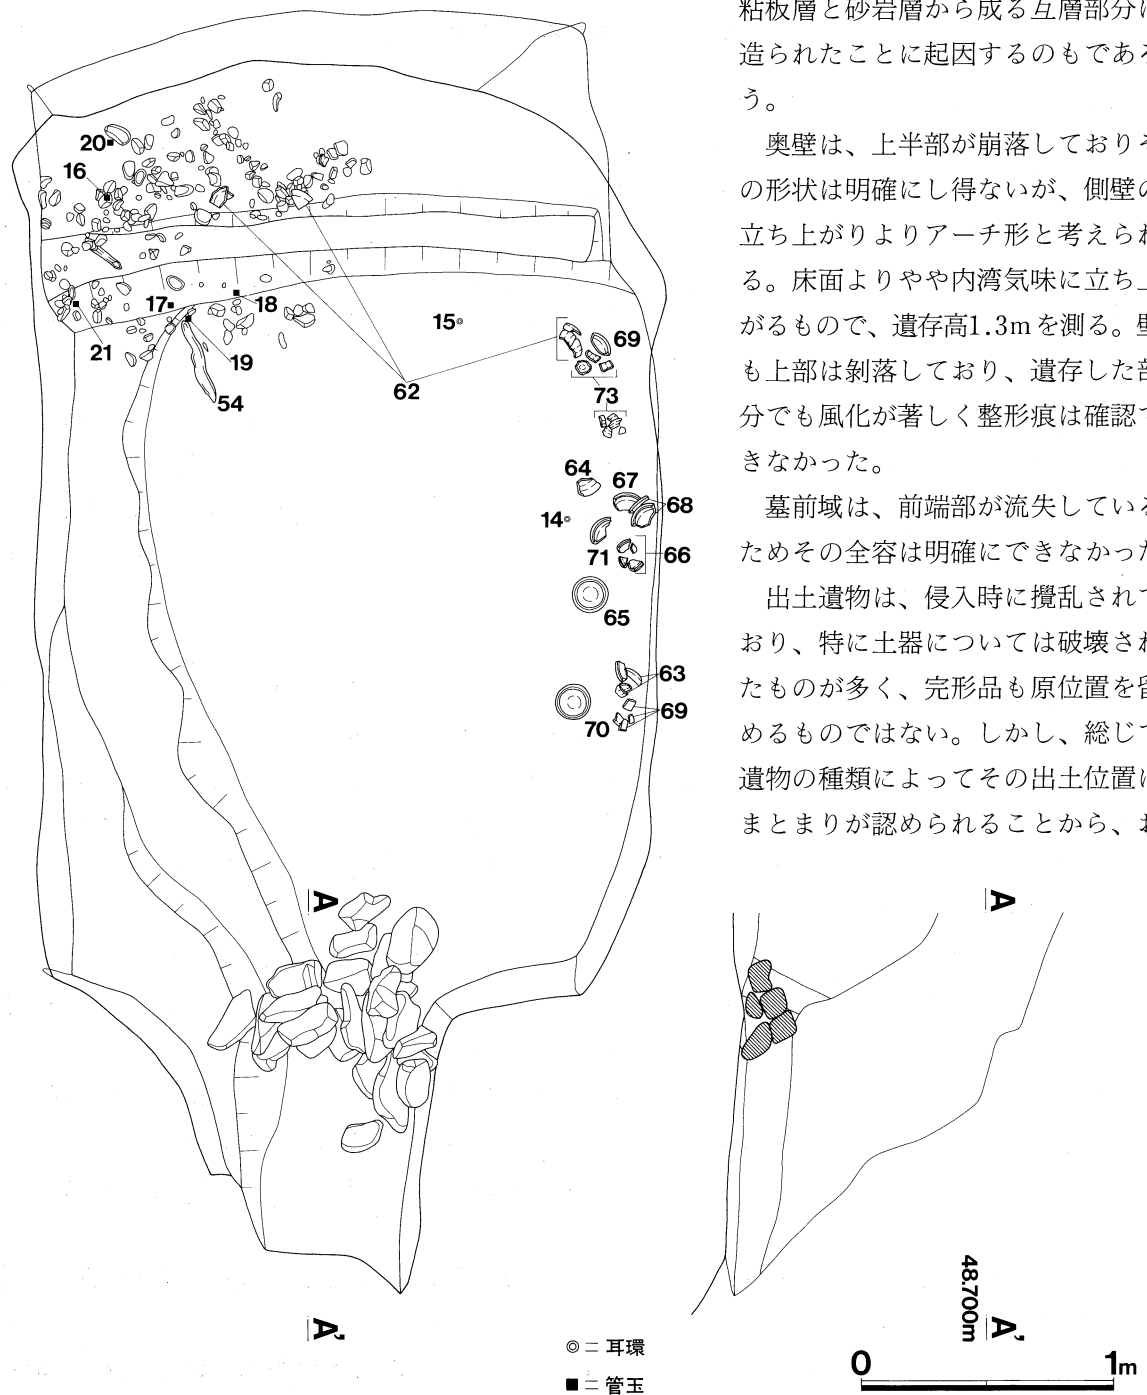 粘板層と砂岩層から成る互層部分に
造られたことに起因するのもであろ
う。
奥壁は、上半部が崩落しておりそ
の形状は明確にし得ないが、側壁の
立ち上がりよりアーチ形と考えられ
る。床面よりやや内湾気味に立ち上
がるもので、遺存高1.3mを測る。壁
も上部は剝落しており、遺存した部
分でも風化が著しく整形痕は確認で
きなかった。
墓前域は、前端部が流失している
ためその全容は明確にできなかった
出土遺物は、侵入時に攪乱されて
おり、特に土器については破壊され
たものが多く、完形品も原位置を留
めるものではない。しかし、総じて
遺物の種類によってその出土位置に
まとまりが認められることから、お
20
16
17
18
15
69
21
19
62
73
54
64
67
68
14
71
66
65
63
69
70
A
A
48.700m
A'
A'
◎＝耳環
■＝管玉
0
1m